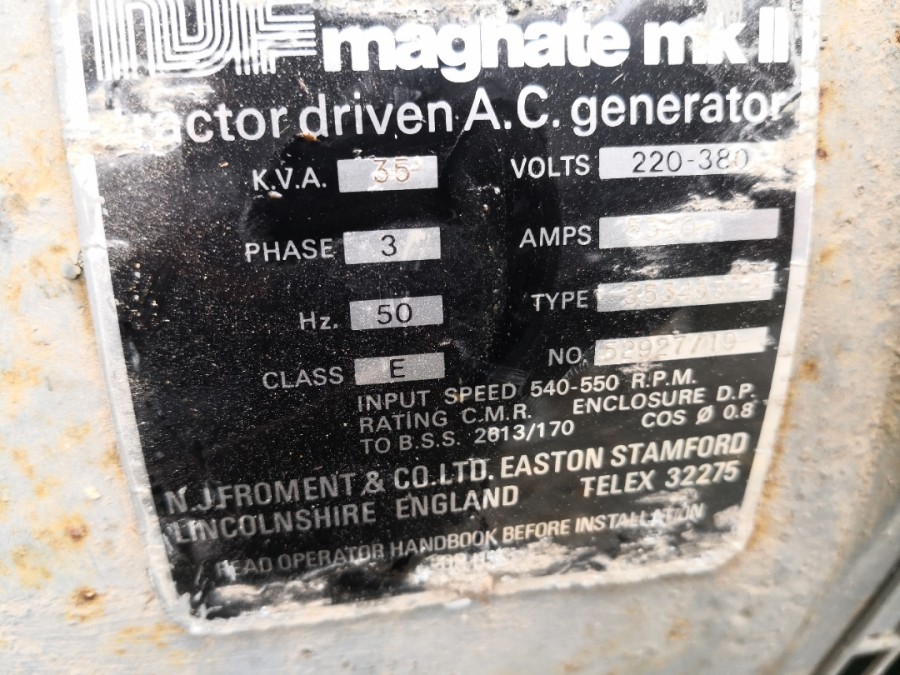 magnate mk II
tractor driven A.C. generator
K.V.A. 35
VOLTS 220-380
PHASE 3
AMPS
Hz. 50
TYPE
CLASS E
NO. 52927/19
INPUT SPEED 540-550 R.P.M.
RATING C.M.R. ENCLOSURE D.P.
TO B.S.S. 2613/170 COS Ø 0.8
N.J.FROMENT & CO.LTD. EASTON STAMFORD
LINCOLNSHIRE ENGLAND TELEX 32275
READ OPERATOR HANDBOOK BEFORE INSTALLATION